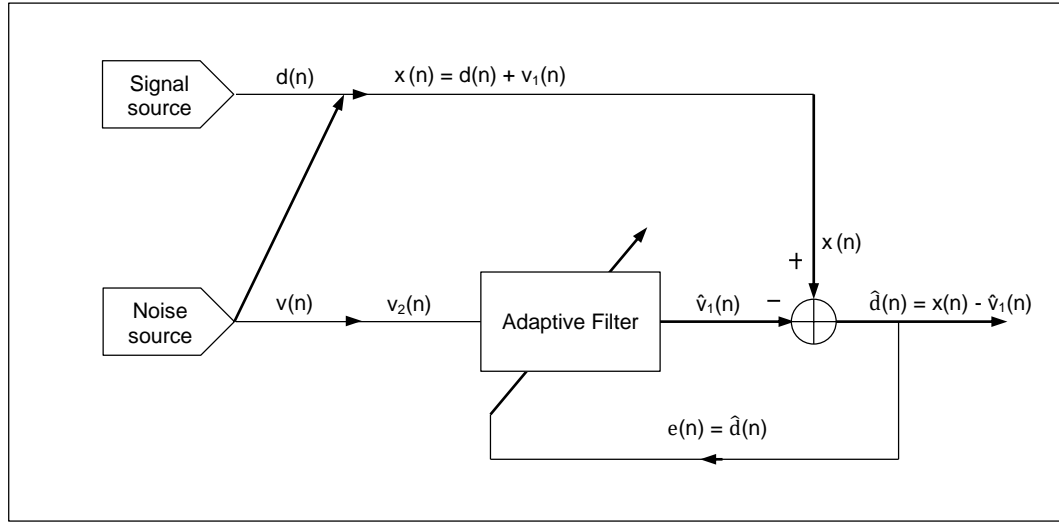 Signal
source
d(n)
x(n) = d(n) + v₁(n)
x(n)
+
Noise
source
v(n)
v₂(n)
Adaptive Filter
v̂₁(n)
−
d̂(n) = x(n) - v̂₁(n)
e(n) = d̂(n)